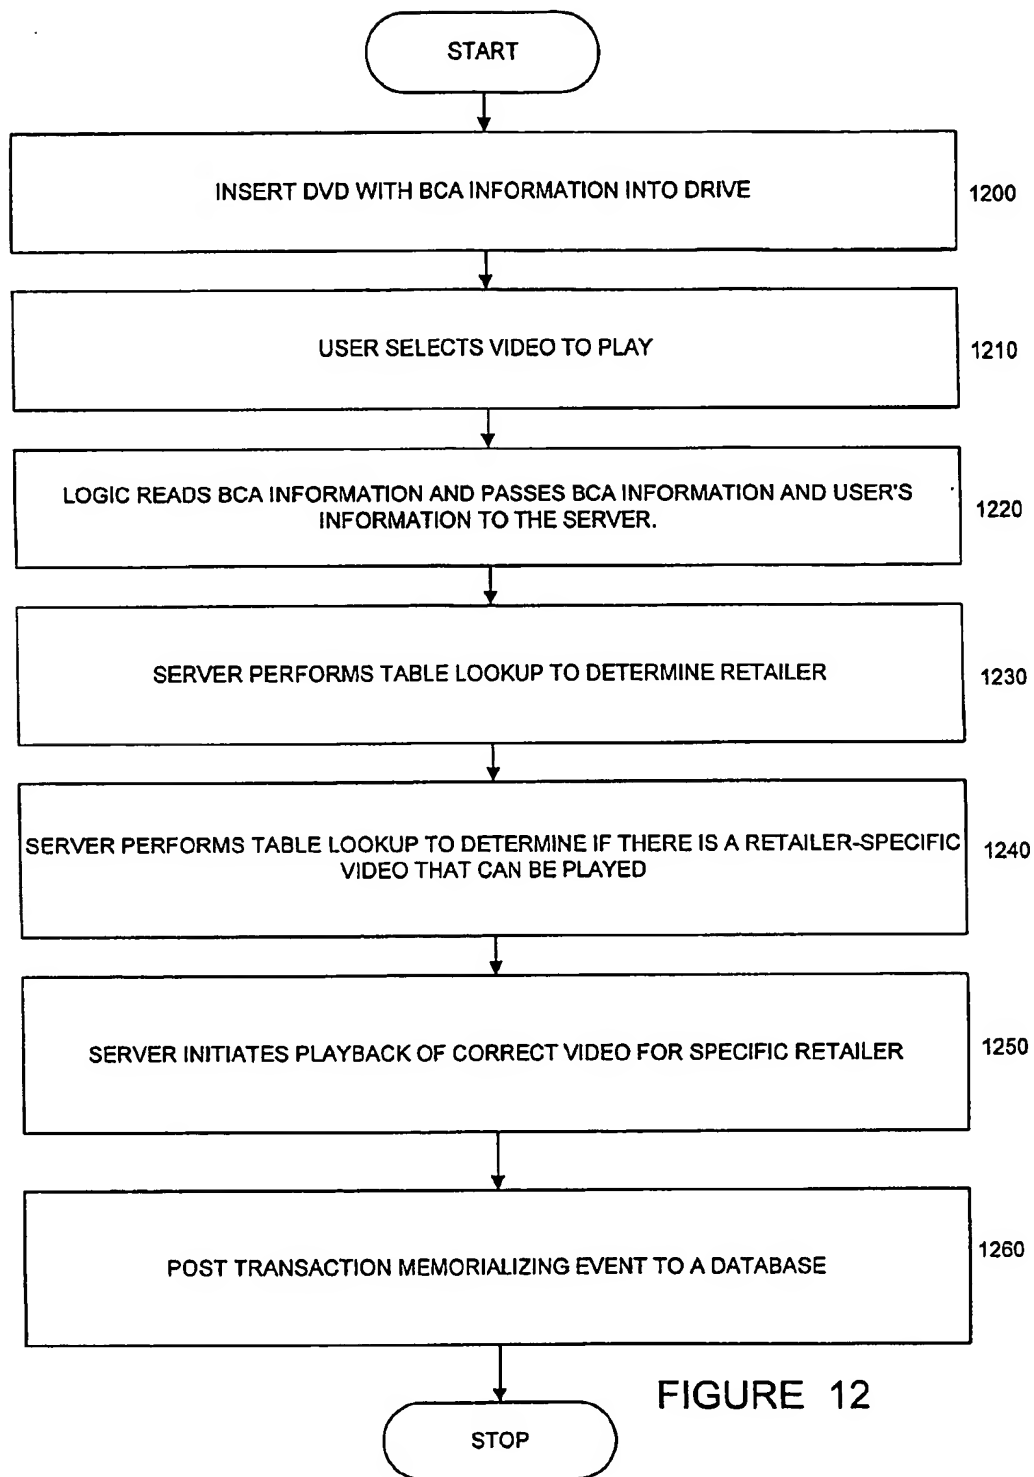 START
INSERT DVD WITH BCA INFORMATION INTO DRIVE
1200
USER SELECTS VIDEO TO PLAY
1210
LOGIC READS BCA INFORMATION AND PASSES BCA INFORMATION AND USER'S
INFORMATION TO THE SERVER.
1220
SERVER PERFORMS TABLE LOOKUP TO DETERMINE RETAILER
1230
SERVER PERFORMS TABLE LOOKUP TO DETERMINE IF THERE IS A RETAILER-SPECIFIC
VIDEO THAT CAN BE PLAYED
1240
SERVER INITIATES PLAYBACK OF CORRECT VIDEO FOR SPECIFIC RETAILER
1250
POST TRANSACTION MEMORIALIZING EVENT TO A DATABASE
1260
FIGURE 12
STOP